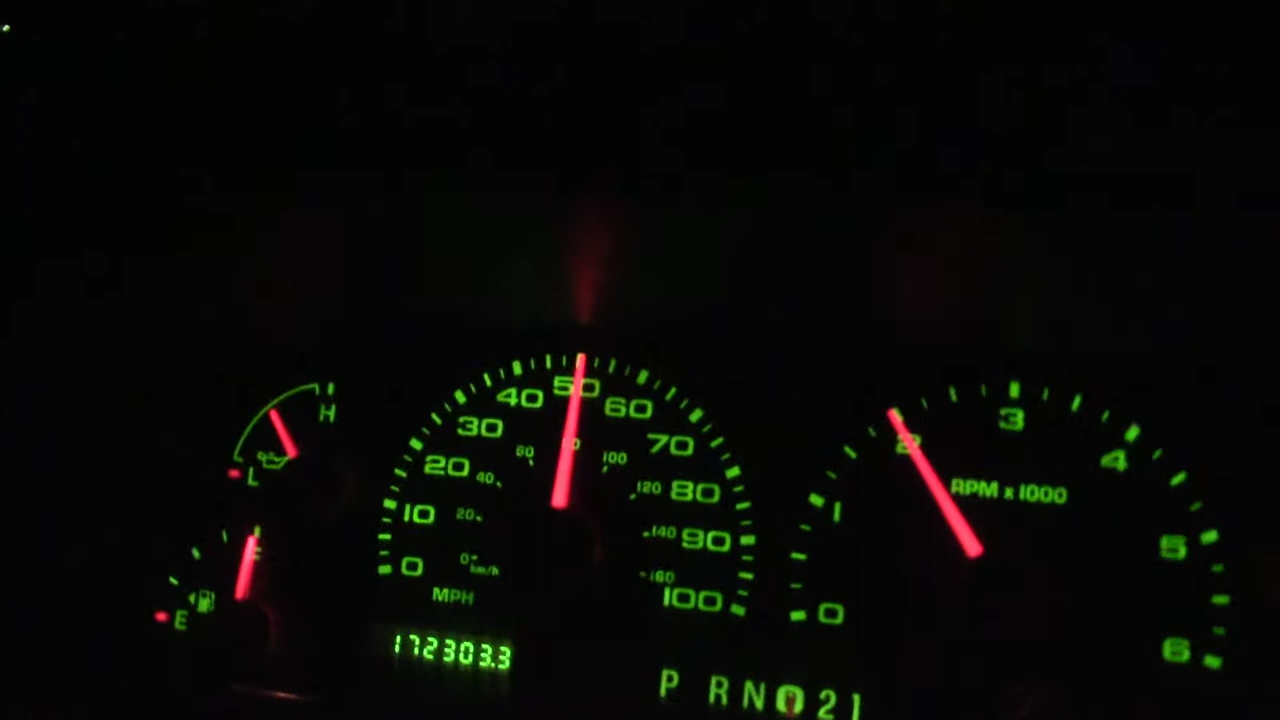 H
L
E
0 10 20 30 40 50 60 70 80 90 100
0 20 40 60 80 100 120 140 160
km/h
MPH
172303.3
0 1 2 3 4 5 6
RPM x 1000
P R N D 2 1